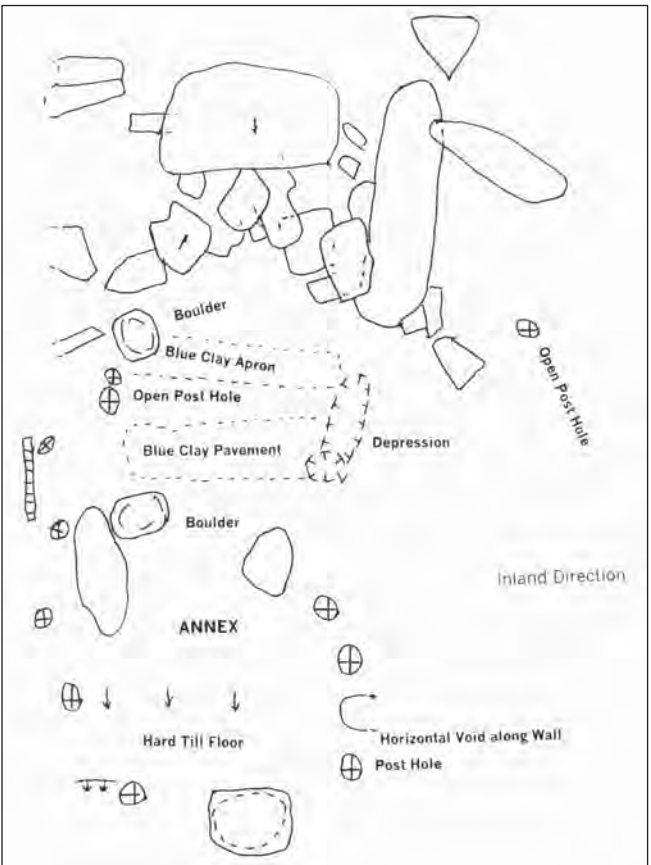 Boulder
Blue Clay Apron
Open Post Hole
Open Post Hole
Blue Clay Pavement
Depression
Boulder
Inland Direction
ANNEX
Hard Till Floor
Horizontal Void along Wall
Post Hole